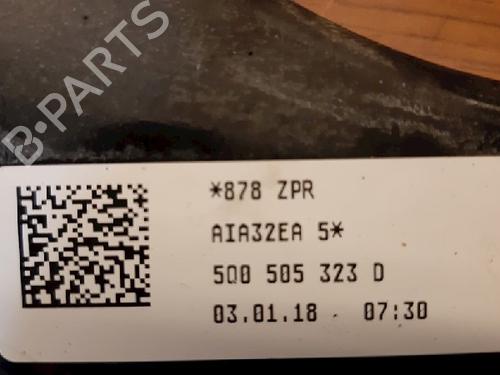 B-PARTS
*878 ZPR
AIA32EA 5*
5Q0 505 323 D
03.01.18 07:30